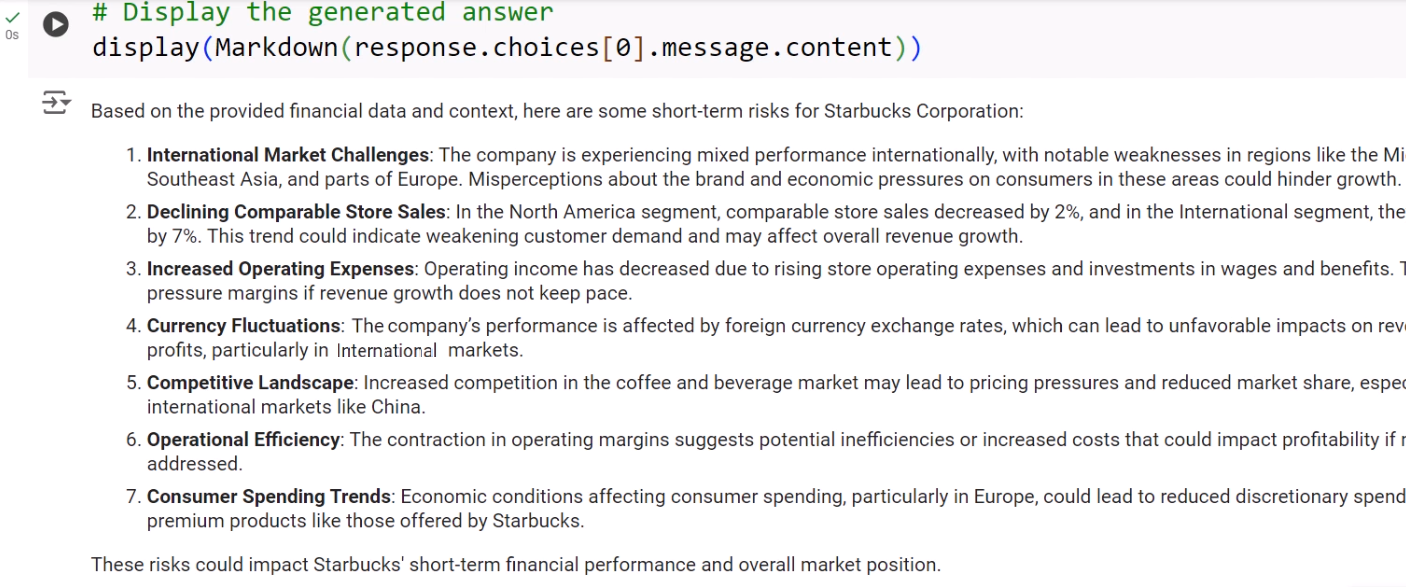 # Display the generated answer
display(Markdown(response.choices[0].message.content))
0s
Based on the provided financial data and context, here are some short-term risks for Starbucks Corporation:
1. International Market Challenges: The company is experiencing mixed performance internationally, with notable weaknesses in regions like the
Southeast Asia, and parts of Europe. Misperceptions about the brand and economic pressures on consumers in these areas could hinder growth.
2. Declining Comparable Store Sales: In the North America segment, comparable store sales decreased by 2%, and in the International segment,
by 7%. This trend could indicate weakening customer demand and may affect overall revenue growth.
3. Increased Operating Expenses: Operating income has decreased due to rising store operating expenses and investments in wages and benefits.
pressure margins if revenue growth does not keep pace.
4. Currency Fluctuations: The company's performance is affected by foreign currency exchange rates, which can lead to unfavorable impacts on
profits, particularly in International markets.
5. Competitive Landscape: Increased competition in the coffee and beverage market may lead to pricing pressures and reduced market share,
international markets like China.
6. Operational Efficiency: The contraction in operating margins suggests potential inefficiencies or increased costs that could impact profitability if
addressed.
7. Consumer Spending Trends: Economic conditions affecting consumer spending, particularly in Europe, could lead to reduced discretionary
premium products like those offered by Starbucks.
These risks could impact Starbucks' short-term financial performance and overall market position.